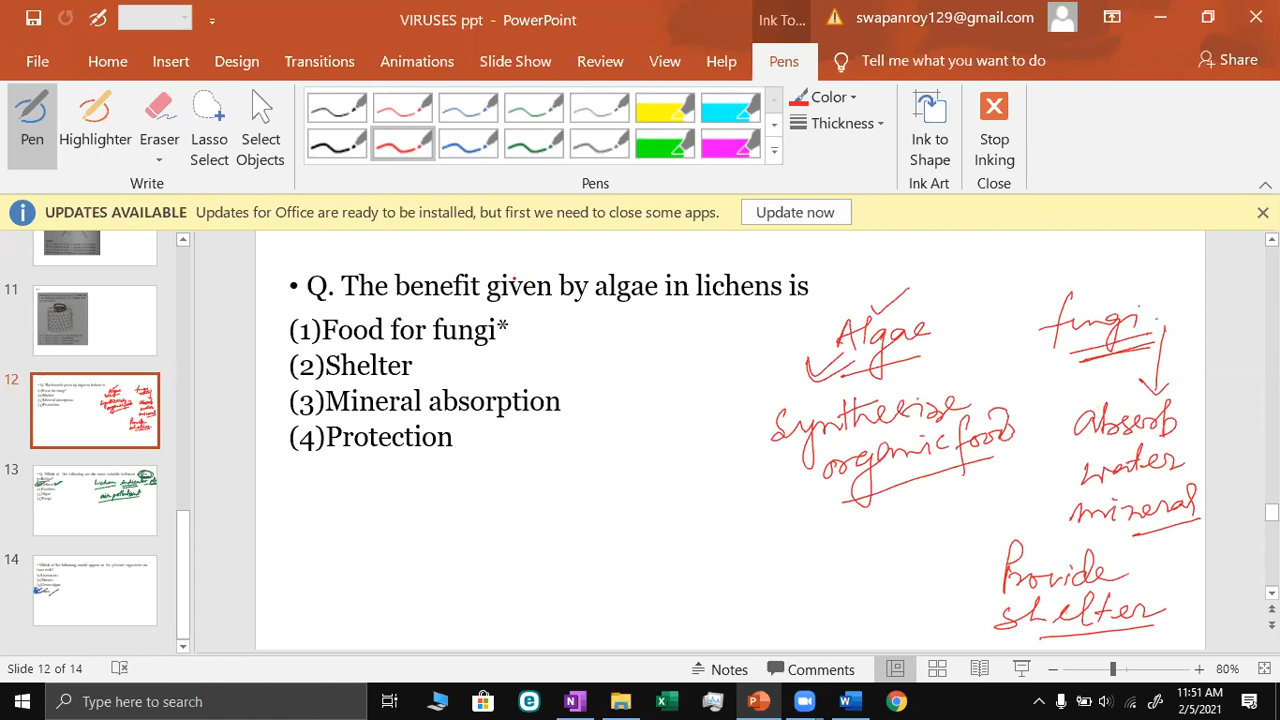 VIRUSES ppt - PowerPoint
Ink To...
swapanroy129@gmail.com
File Home Insert Design Transitions Animations Slide Show Review View Help Pens Tell me what you want to do Share
Pen Highlighter Eraser Lasso Select Select Objects
Write
Pens
Color
Thickness
Ink to Shape
Ink Art
Stop Inking
Close
UPDATES AVAILABLE Updates for Office are ready to be installed, but first we need to close some apps. Update now
11
12
13
14
• Q. The benefit given by algae in lichens is
(1)Food for fungi*
(2)Shelter
(3)Mineral absorption
(4)Protection
Algae
Synthesise
organic food
fungi
absorb
water
mineral
Provide
shelter
Slide 12 of 14
Notes
Comments
80%
Type here to search
11:51 AM
2/5/2021